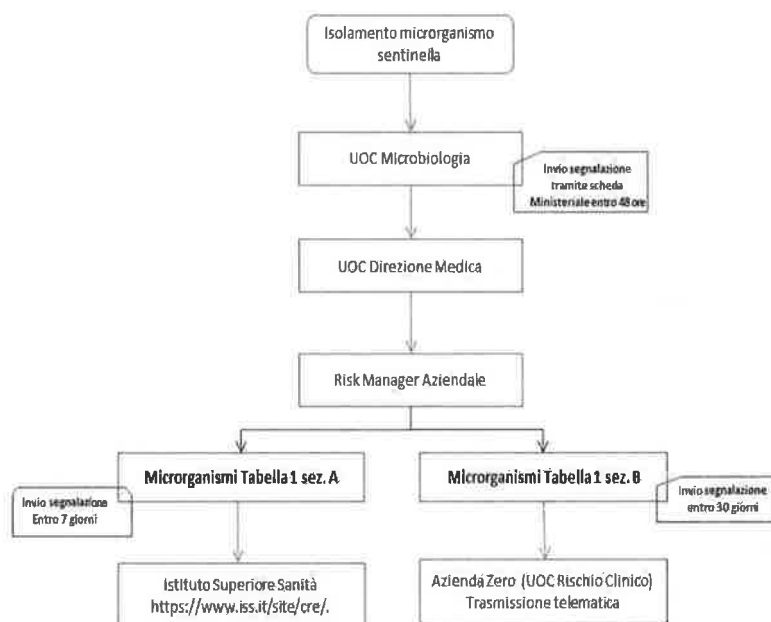 Isolamento microrganismo
sentinella
UOC Microbiologia
Invio segnalazione
tramite scheda
Ministeriale entro 48 ore
UOC Direzione Medica
Risk Manager Aziendale
Microrganismi Tabella 1 sez. A
Microrganismi Tabella 1 sez. B
Invio segnalazione
Entro 7 giorni
Invio segnalazione
entro 30 giorni
Istituto Superiore Sanità
https://www.iss.it/site/cre/.
Azienda Zero (UOC Rischio Clinico)
Trasmissione telematica